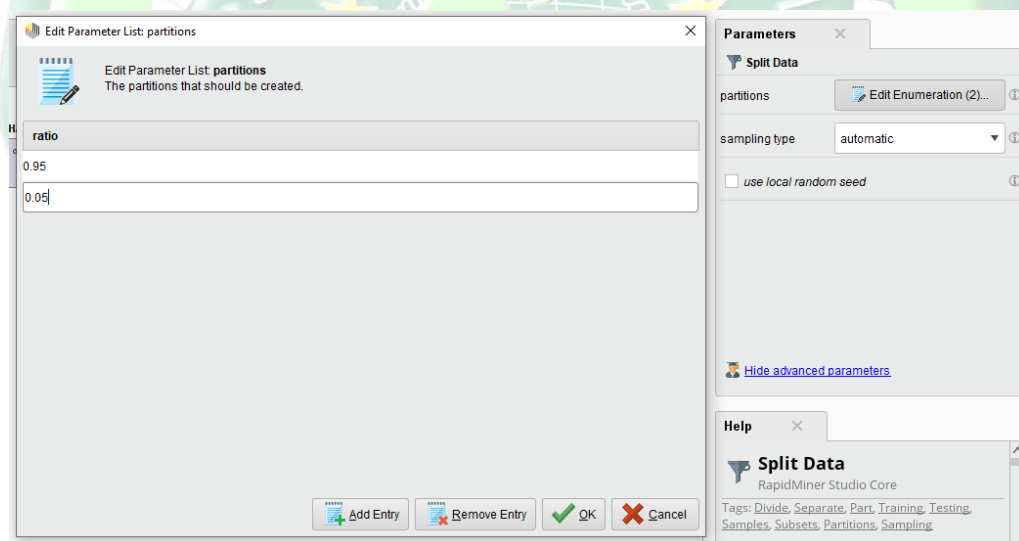 Edit Parameter List: partitions
Edit Parameter List: partitions
The partitions that should be created.
ratio
0.95
0.05
Add Entry
Remove Entry
OK
Cancel
Parameters
Split Data
partitions
Edit Enumeration (2)...
sampling type
automatic
use local random seed
Hide advanced parameters
Help
Split Data
RapidMiner Studio Core
Tags: Divide, Separate, Part, Training, Testing,
Samples, Subsets, Partitions, Sampling